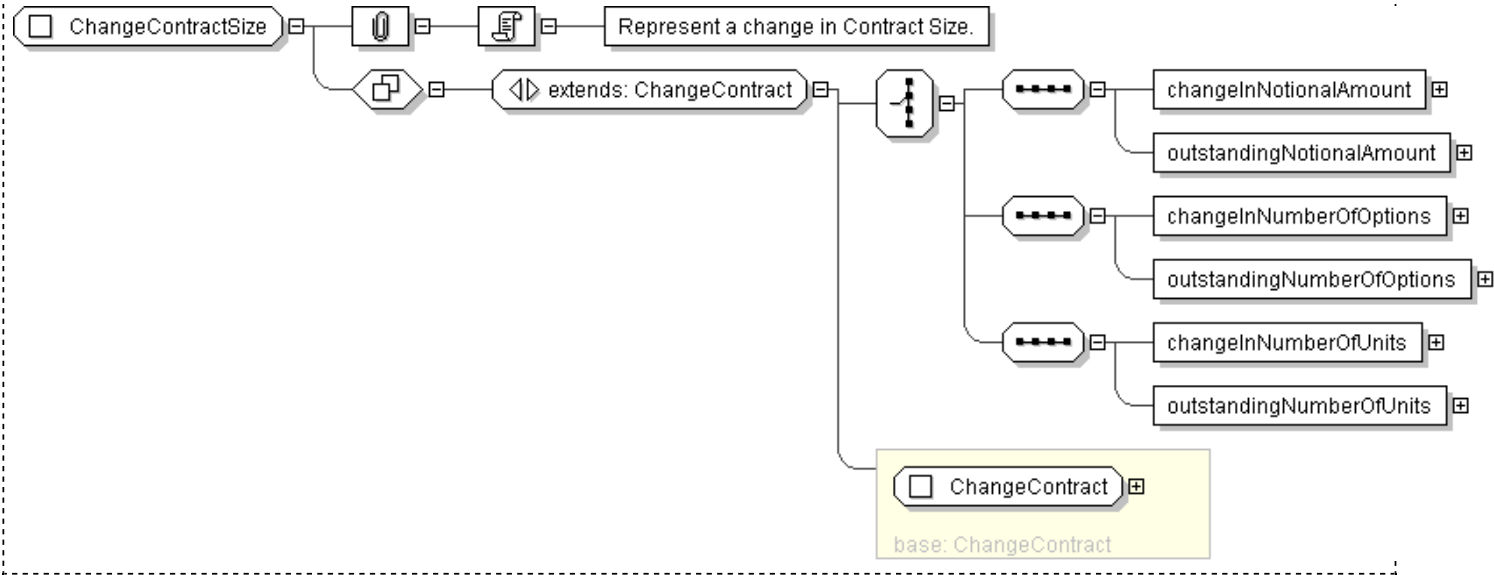 ChangeContractSize
Represent a change in Contract Size.
extends: ChangeContract
changeInNotionalAmount
outstandingNotionalAmount
changeInNumberOfOptions
outstandingNumberOfOptions
changeInNumberOfUnits
outstandingNumberOfUnits
ChangeContract
base: ChangeContract